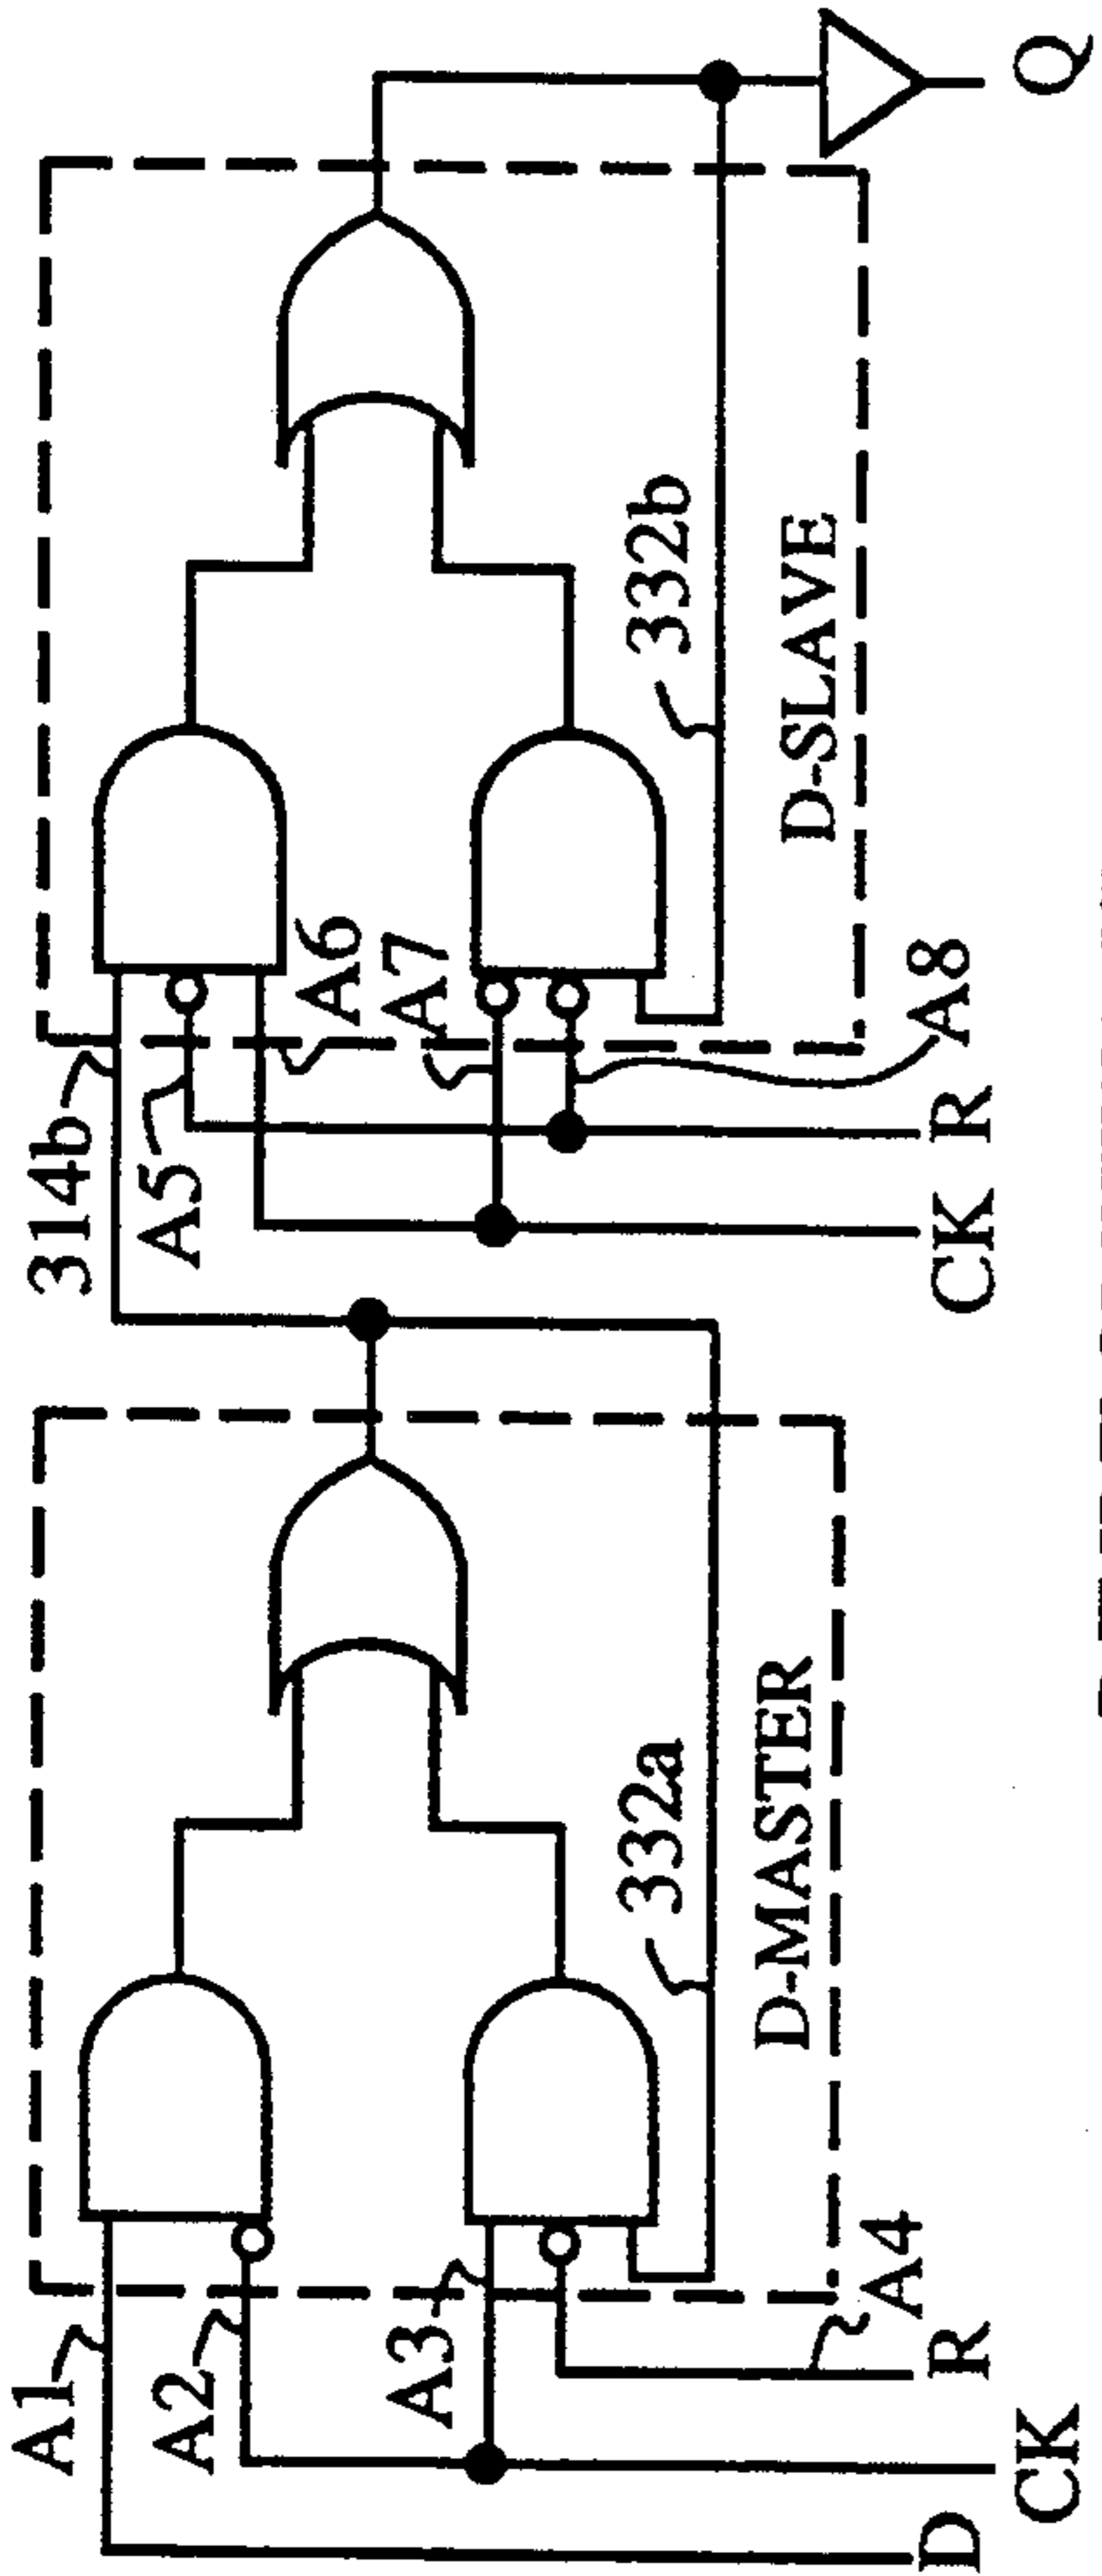 A1
A2
A3
332a
D-MASTER
A4
D
CK
R
314b
A5
A6
A7
332b
D-SLAVE
A8
CK
R
Q